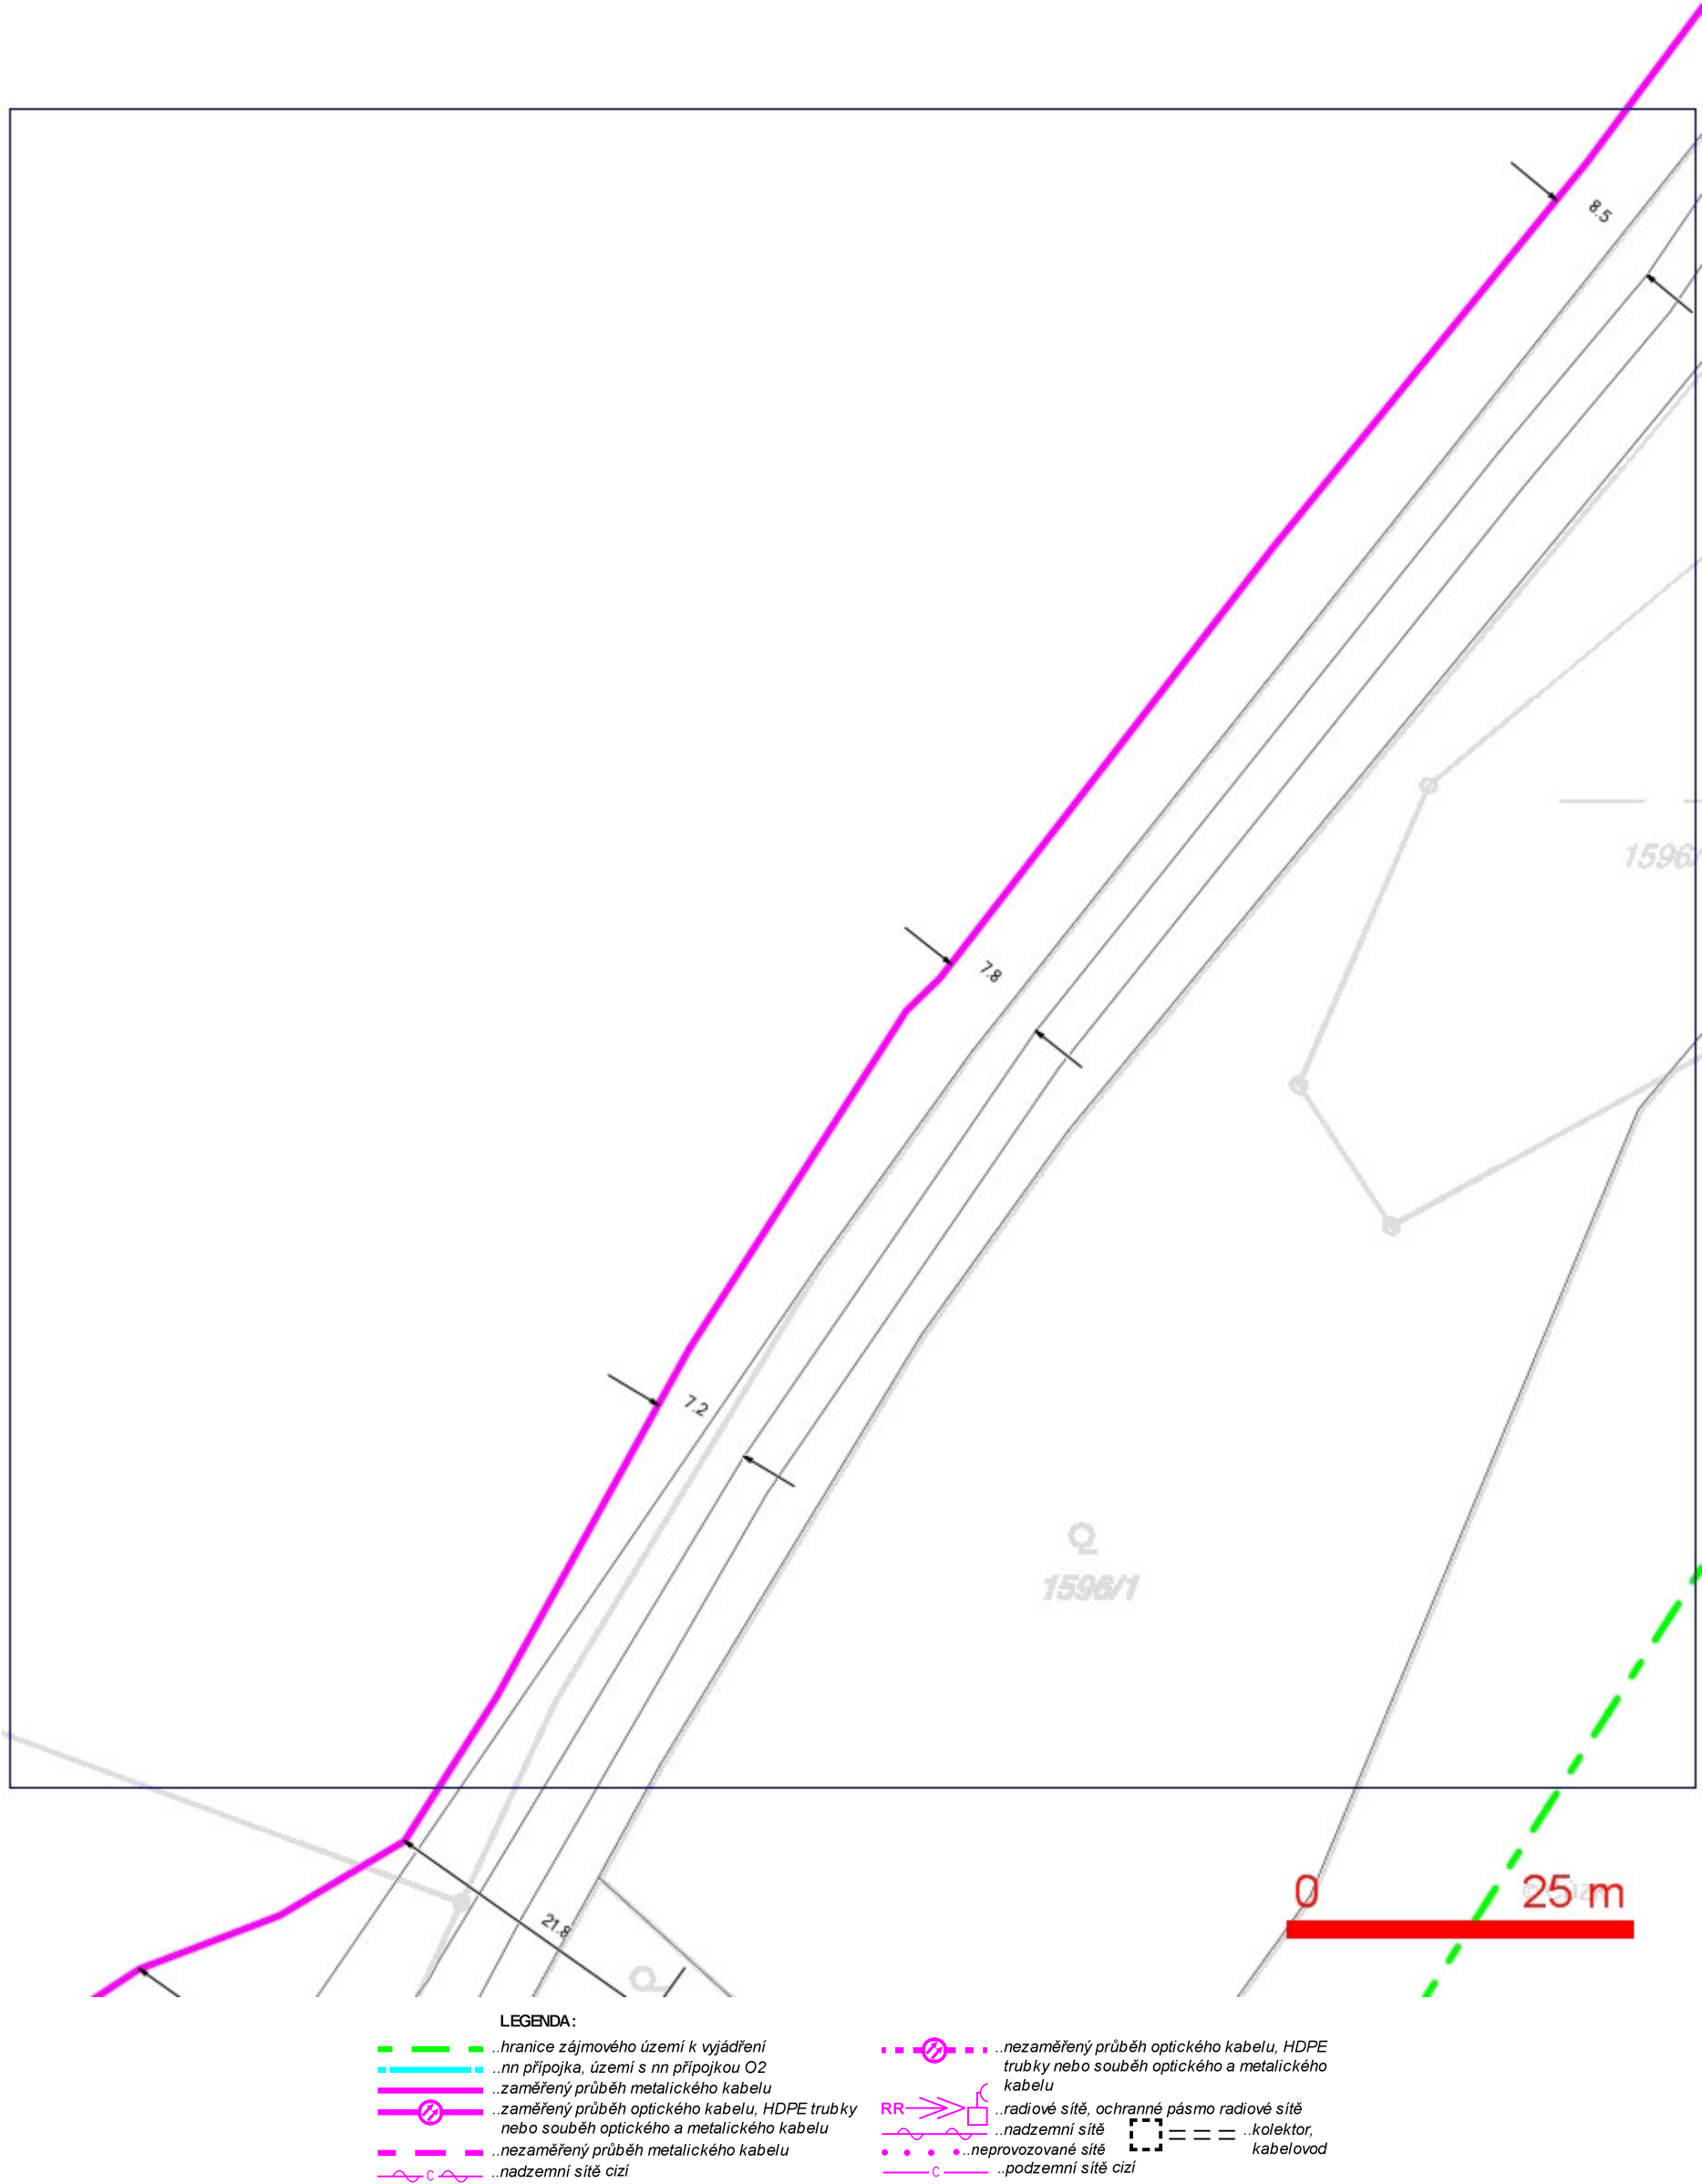 8.5
1596/
7.8
7.2
Q
1596/1
0
25 m
21.8
LEGENDA:
..hranice zájmového území k vyjádření
..nn přípojka, území s nn přípojkou O2
..zaměřený průběh metalického kabelu
..zaměřený průběh optického kabelu, HDPE trubky
nebo souběh optického a metalického kabelu
..nezaměřený průběh metalického kabelu
C
..nadzemní sítě cizí
..nezaměřený průběh optického kabelu, HDPE
trubky nebo souběh optického a metalického
kabelu
RR
..radiové sítě, ochranné pásmo radiové sítě
..nadzemní sítě
..kolektor,
kabelovod
..neprovozované sítě
C
..podzemní sítě cizí